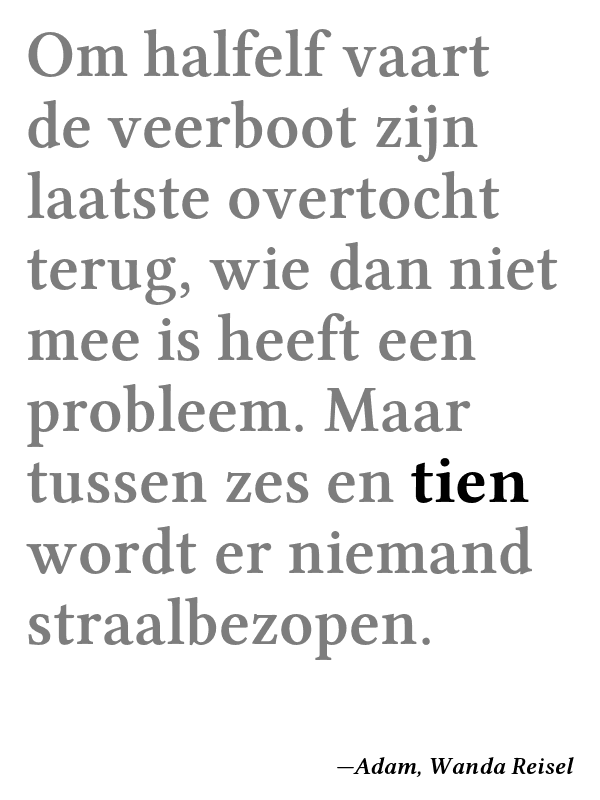 Om halfelf vaart
de veerboot zijn
laatste overtocht
terug, wie dan niet
mee is heeft een
probleem. Maar
tussen zes en tien
wordt er niemand
straalbezopen.
—Adam, Wanda Reisel